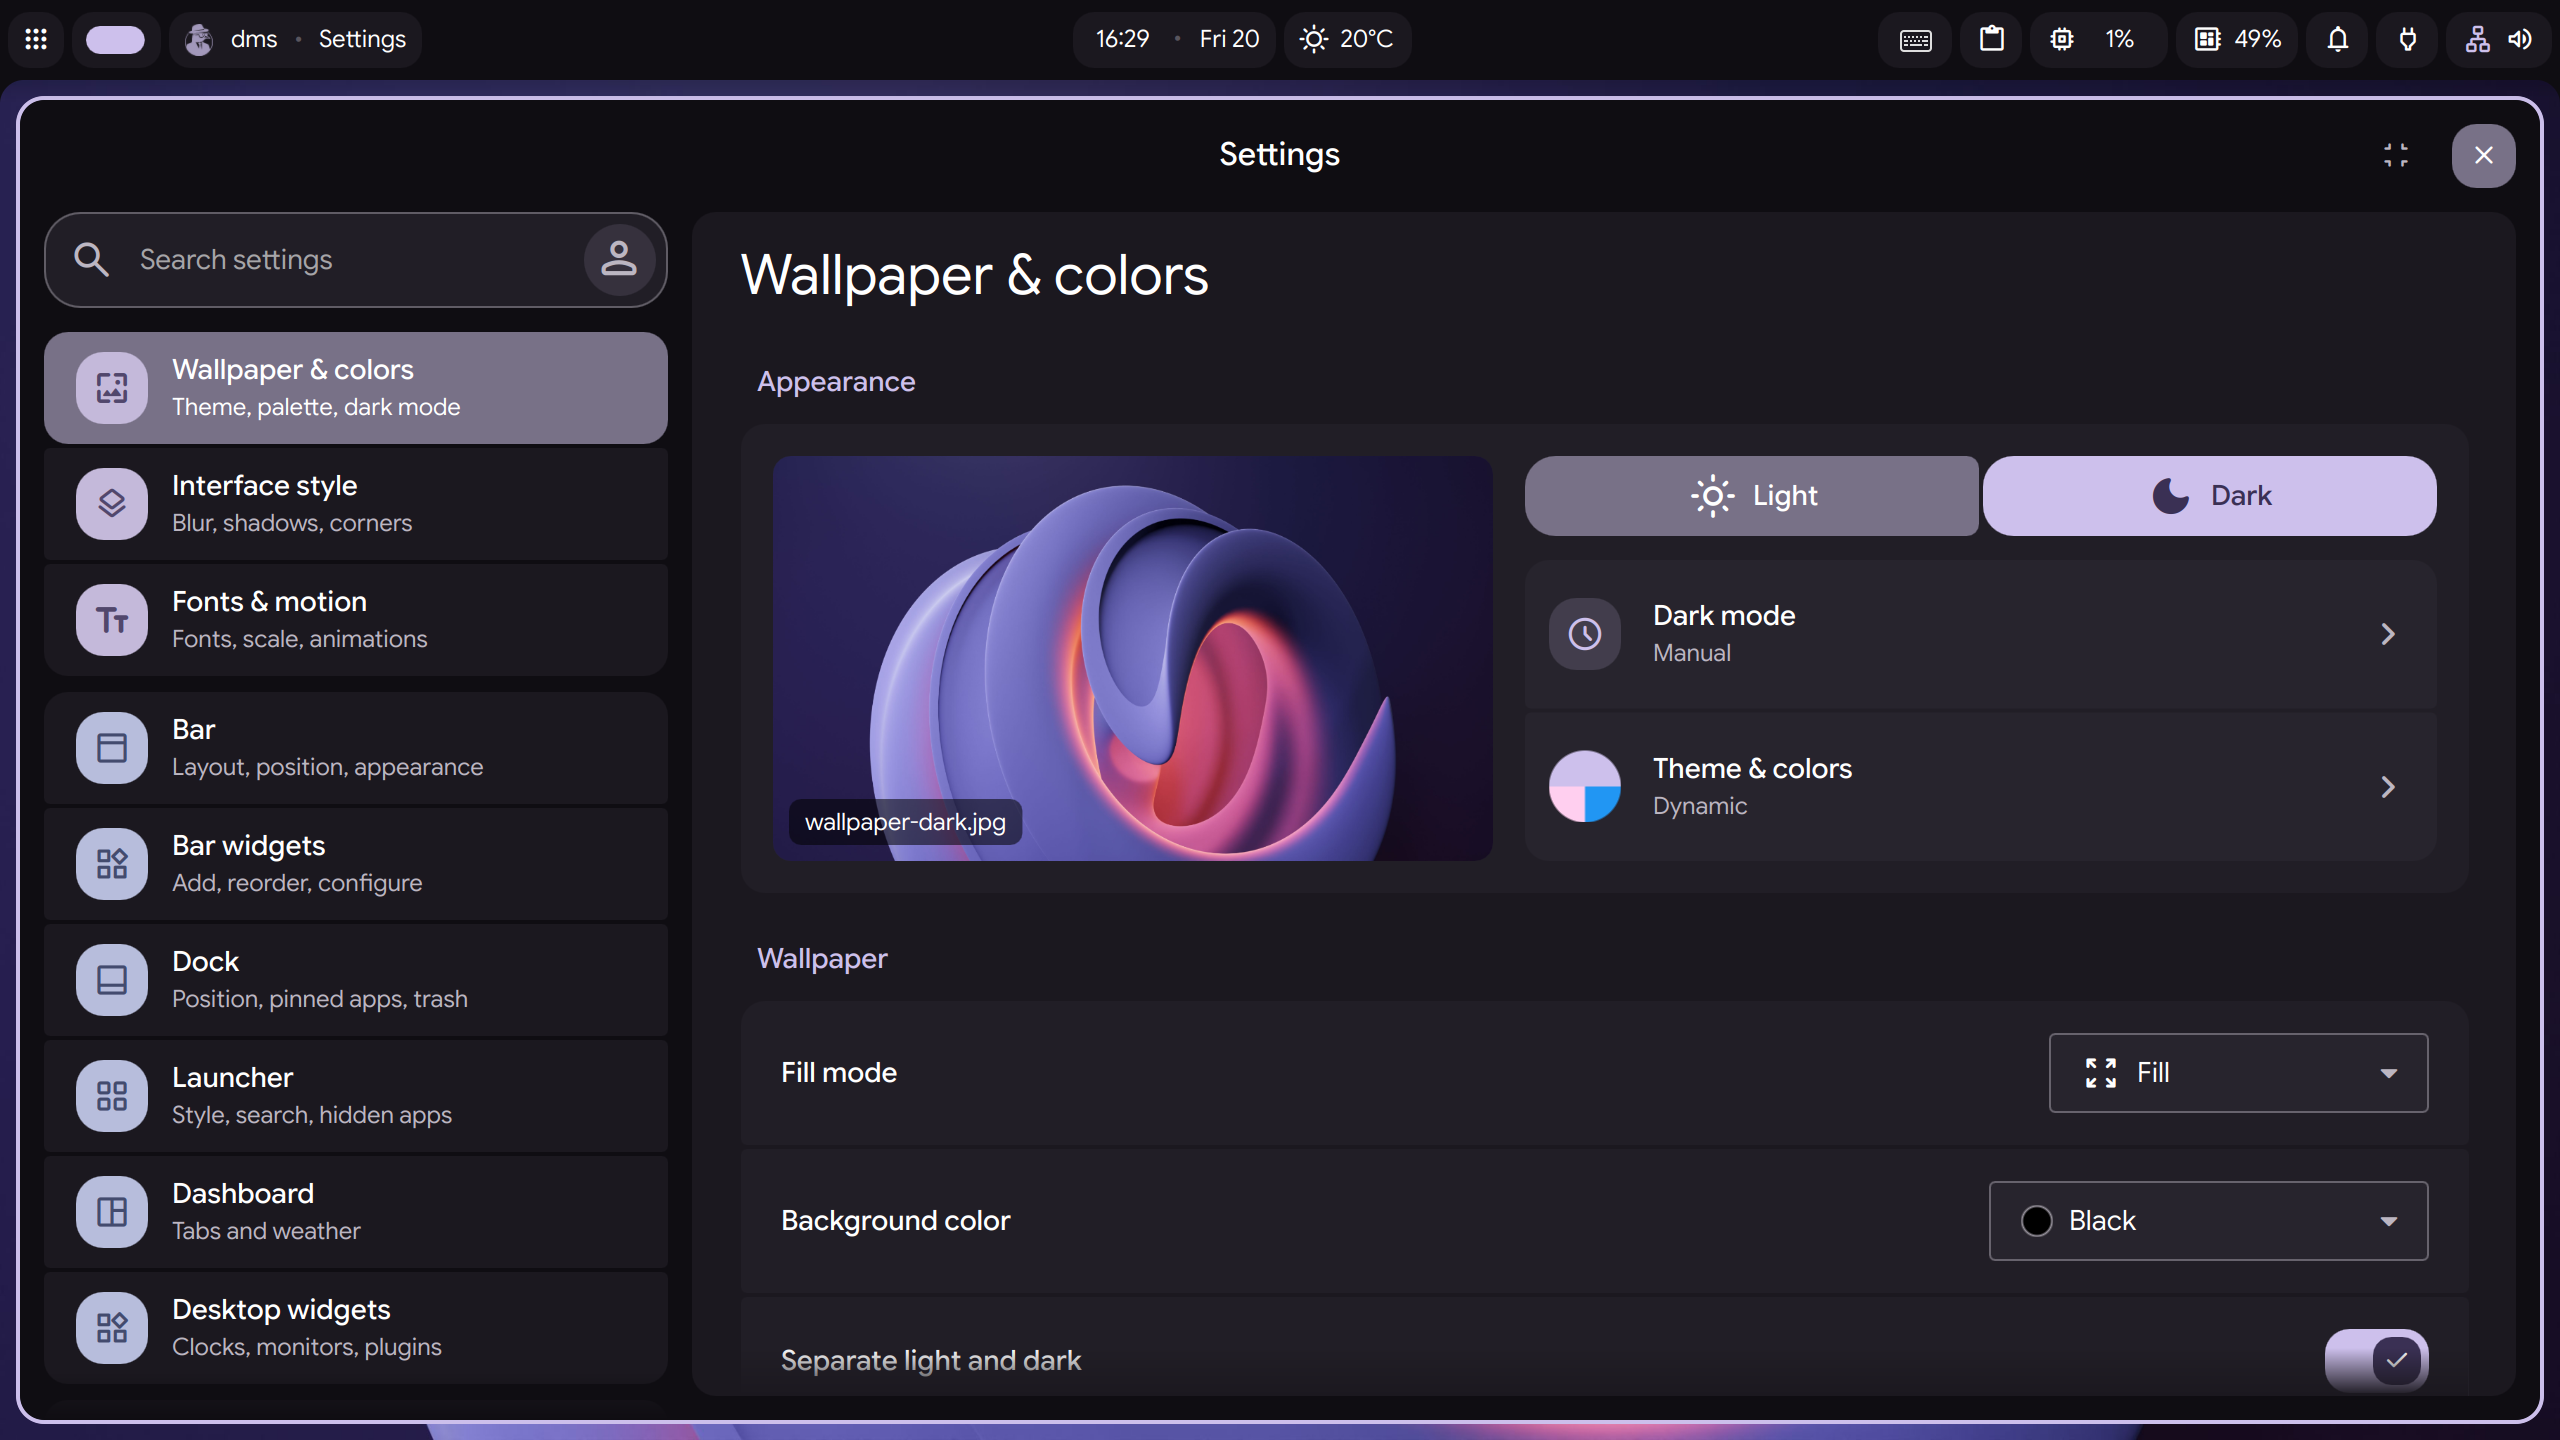 dms • Settings
16:29 • Fri 20
20°C
1%
49%
Settings
Search settings
Wallpaper & colors
Theme, palette, dark mode
Interface style
Blur, shadows, corners
Fonts & motion
Fonts, scale, animations
Bar
Layout, position, appearance
Bar widgets
Add, reorder, configure
Dock
Position, pinned apps, trash
Launcher
Style, search, hidden apps
Dashboard
Tabs and weather
Desktop widgets
Clocks, monitors, plugins
Wallpaper & colors
Appearance
wallpaper-dark.jpg
Light
Dark
Dark mode
Manual
Theme & colors
Dynamic
Wallpaper
Fill mode
Fill
Background color
Black
Separate light and dark